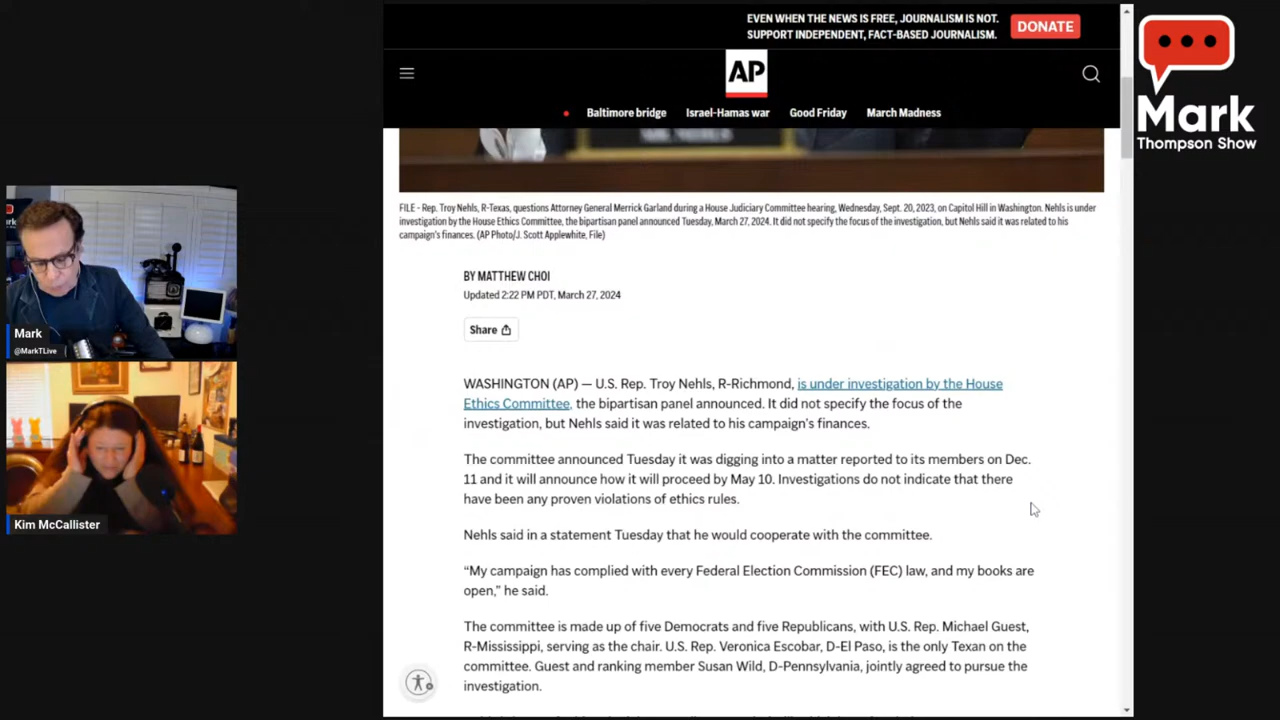 EVEN WHEN THE NEWS IS FREE, JOURNALISM IS NOT.
SUPPORT INDEPENDENT, FACT-BASED JOURNALISM.
DONATE
AP
Baltimore bridge
Israel-Hamas war
Good Friday
March Madness
Mark
Thompson Show
FILE - Rep. Troy Nehls, R-Texas, questions Attorney General Merrick Garland during a House Judiciary Committee hearing, Wednesday, Sept. 20, 2023, on Capitol Hill in Washington. Nehls is under
investigation by the House Ethics Committee, the bipartisan panel announced Tuesday, March 27, 2024. It did not specify the focus of the investigation, but Nehls said it was related to his
campaign's finances. (AP Photo/J. Scott Applewhite, File)
BY MATTHEW CHOI
Updated 2:22 PM PDT, March 27, 2024
Share
Mark
@MarkTLive
WASHINGTON (AP) — U.S. Rep. Troy Nehls, R-Richmond, is under investigation by the House
Ethics Committee, the bipartisan panel announced. It did not specify the focus of the
investigation, but Nehls said it was related to his campaign's finances.
The committee announced Tuesday it was digging into a matter reported to its members on Dec.
11 and it will announce how it will proceed by May 10. Investigations do not indicate that there
have been any proven violations of ethics rules.
Kim McCallister
Nehls said in a statement Tuesday that he would cooperate with the committee.
“My campaign has complied with every Federal Election Commission (FEC) law, and my books are
open,” he said.
The committee is made up of five Democrats and five Republicans, with U.S. Rep. Michael Guest,
R-Mississippi, serving as the chair. U.S. Rep. Veronica Escobar, D-El Paso, is the only Texan on the
committee. Guest and ranking member Susan Wild, D-Pennsylvania, jointly agreed to pursue the
investigation.